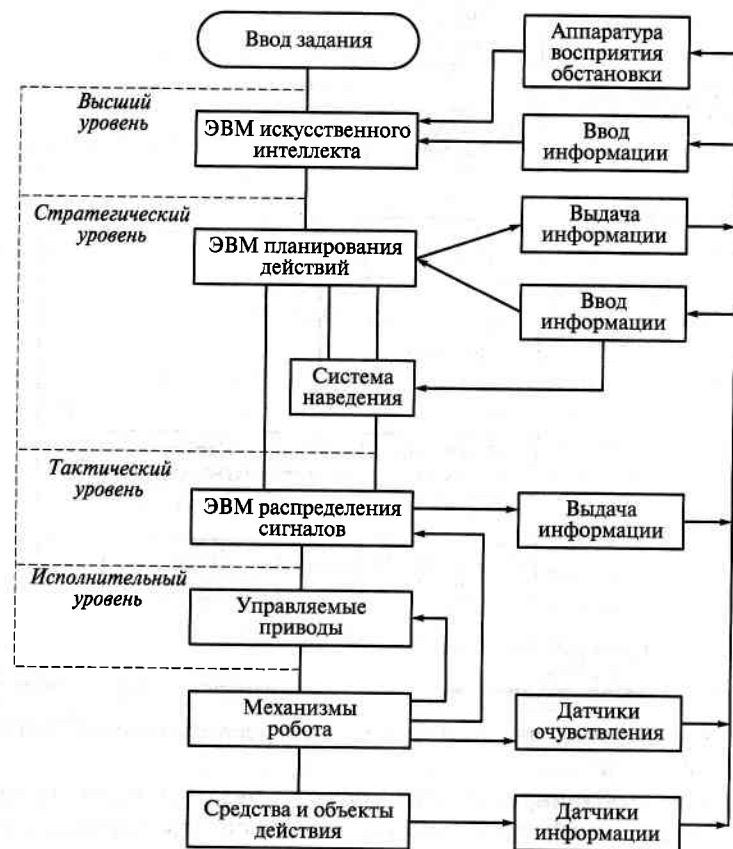 Ввод задания
Аппаратура
восприятия
обстановки
Высший
уровень
ЭВМ искусственного
интеллекта
Ввод
информации
Стратегический
уровень
ЭВМ планирования
действий
Выдача
информации
Ввод
информации
Система
наведения
Тактический
уровень
ЭВМ распределения
сигналов
Выдача
информации
Исполнительный
уровень
Управляемые
приводы
Механизмы
робота
Датчики
очувствления
Средства и объекты
действия
Датчики
информации